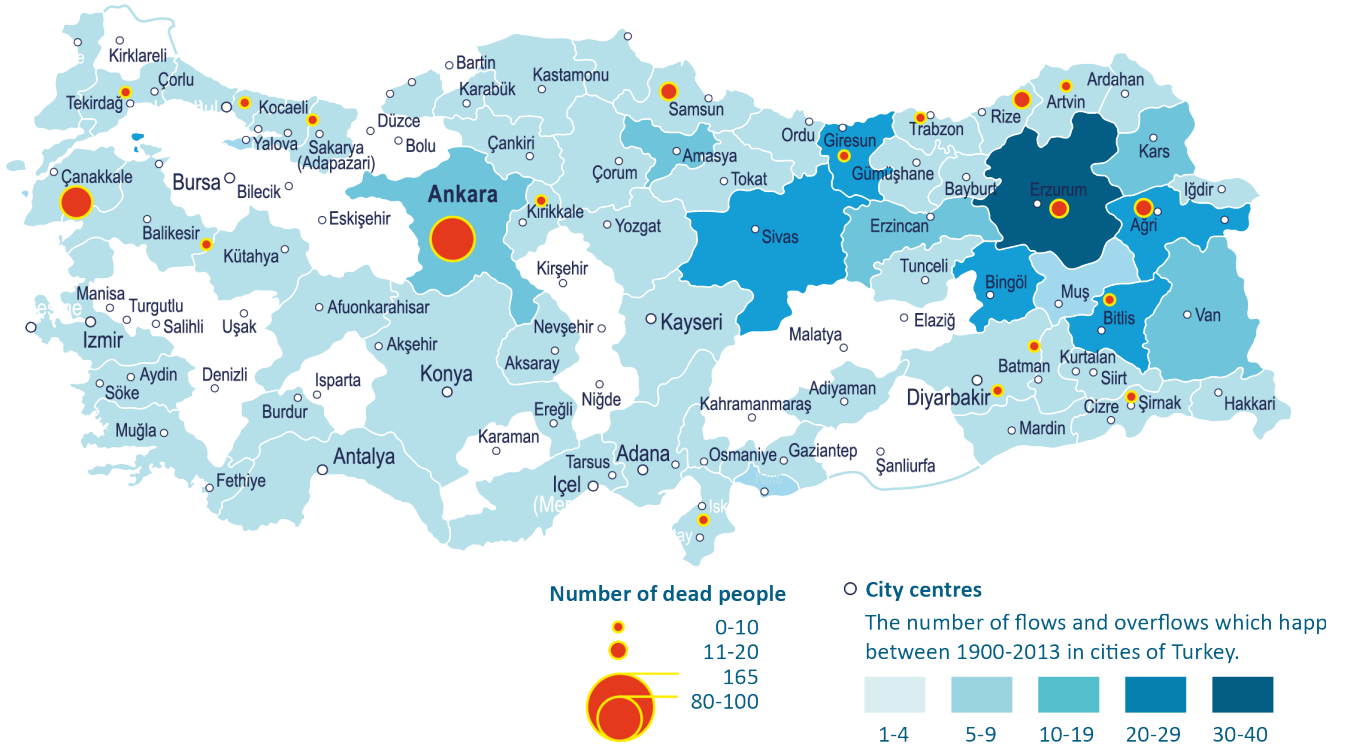 Kirklareli
Çorlu
Tekirdağ
Kocaeli
Yalova
Sakarya
(Adapazari)
Düzce
Bolu
Bartin
Karabük
Kastamonu
Çankiri
Samsun
Amasya
Çorum
Tokat
Ordu
Giresun
Gümüşhane
Trabzon
Rize
Artvin
Ardahan
Kars
Bayburt
Erzurum
Iğdir
Ağri
Çanakkale
Bursa
Bilecik
Eskişehir
Ankara
Kirikkale
Yozgat
Sivas
Erzincan
Balikesir
Kütahya
Kirşehir
Tunceli
Bingöl
Muş
Bitlis
Van
Manisa
Turgutlu
Salihli
Uşak
Izmir
Afuonkarahisar
Akşehir
Nevşehir
Kayseri
Aksaray
Malatya
Elaziğ
Batman
Kurtalan
Siirt
Aydin
Söke
Denizli
Isparta
Burdur
Konya
Ereğli
Niğde
Karaman
Kahramanmaraş
Adiyaman
Diyarbakir
Cizre
Şirnak
Hakkari
Mardin
Muğla
Fethiye
Antalya
Tarsus
Içel
(Mer
Adana
Osmaniye
Gaziantep
Şanliurfa
Isk
ay
Number of dead people
0-10
11-20
165
80-100
City centres
The number of flows and overflows which happ
between 1900-2013 in cities of Turkey.
1-4
5-9
10-19
20-29
30-40